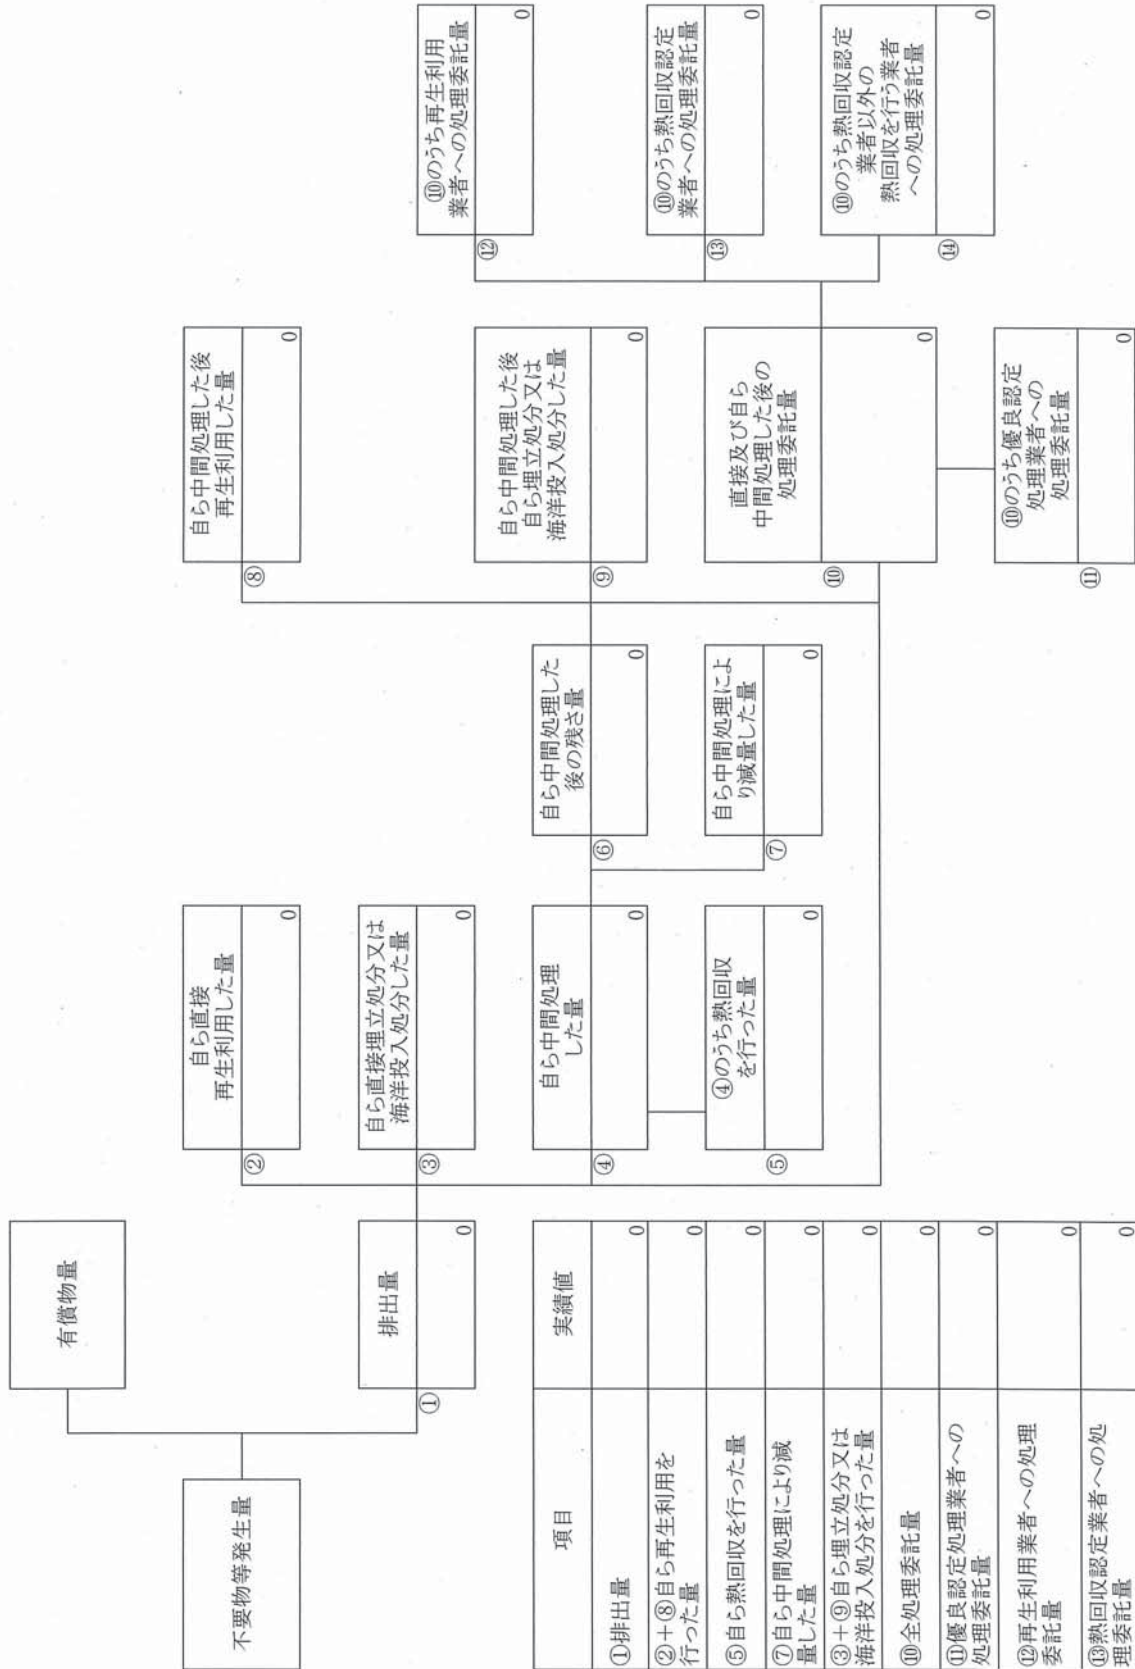 不要物等発生量
有償物量
①
排出量
0
②
自ら直接
再生利用した量
0
③
自ら直接埋立処分又は
海洋投入処分した量
0
④
自ら中間処理
した量
0
⑤
④のうち熱回収
を行った量
0
⑥
自ら中間処理した
後の残さ量
0
⑦
自ら中間処理によ
り減量した量
0
⑧
自ら中間処理した後
再生利用した量
0
⑨
自ら中間処理した後
自ら埋立処分又は
海洋投入処分した量
0
⑩
直接及び自ら
中間処理した後の
処理委託量
0
⑪
⑩のうち優良認定
処理業者への
処理委託量
0
⑫
⑩のうち再生利用
業者への処理委託量
0
⑬
⑩のうち熱回収認定
業者への処理委託量
0
⑭
⑩のうち熱回収認定
業者以外の
熱回収を行う業者
への処理委託量
0
項目 実績値
①排出量 0
②+⑧自ら再生利用を
行った量 0
⑤自ら熱回収を行った量 0
⑦自ら中間処理により減
量した量 0
③+⑨自ら埋立処分又は
海洋投入処分を行った量 0
⑩全処理委託量 0
⑪優良認定処理業者への
処理委託量 0
⑫再生利用業者への処理
委託量 0
⑬熱回収認定業者への処
理委託量 0